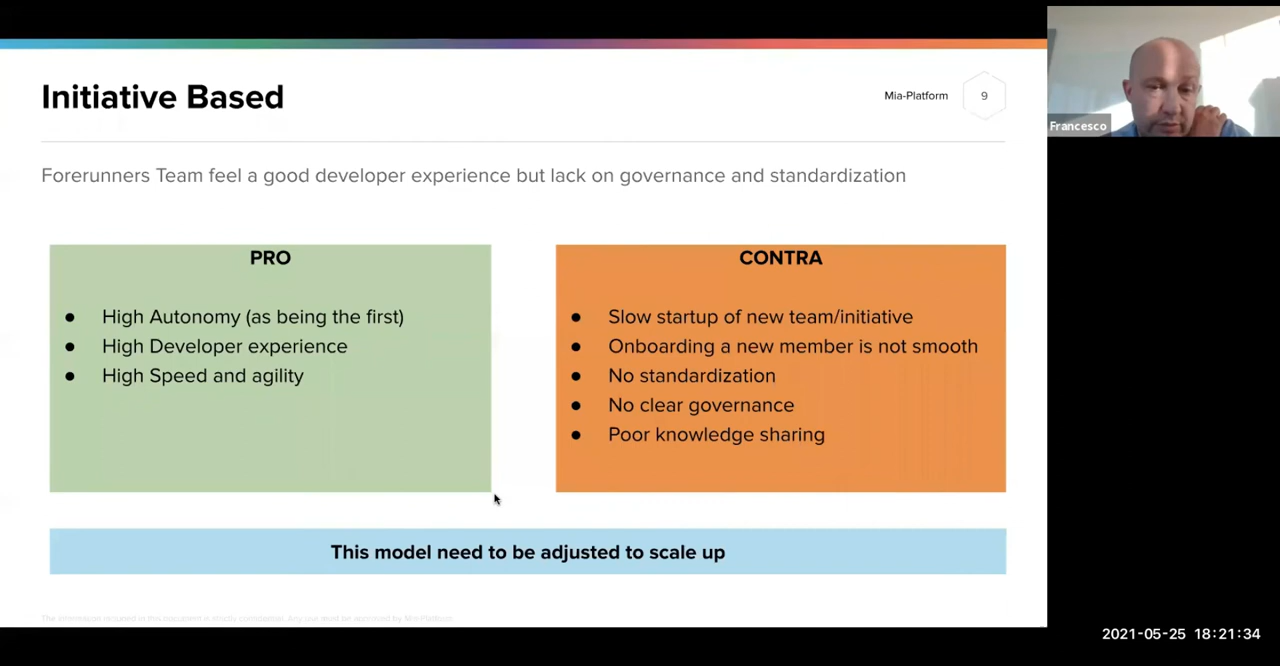 Initiative Based
Mia-Platform
9
Francesco
Forerunners Team feel a good developer experience but lack on governance and standardization
PRO
● High Autonomy (as being the first)
● High Developer experience
● High Speed and agility
CONTRA
● Slow startup of new team/initiative
● Onboarding a new member is not smooth
● No standardization
● No clear governance
● Poor knowledge sharing
This model need to be adjusted to scale up
2021-05-25 18:21:34